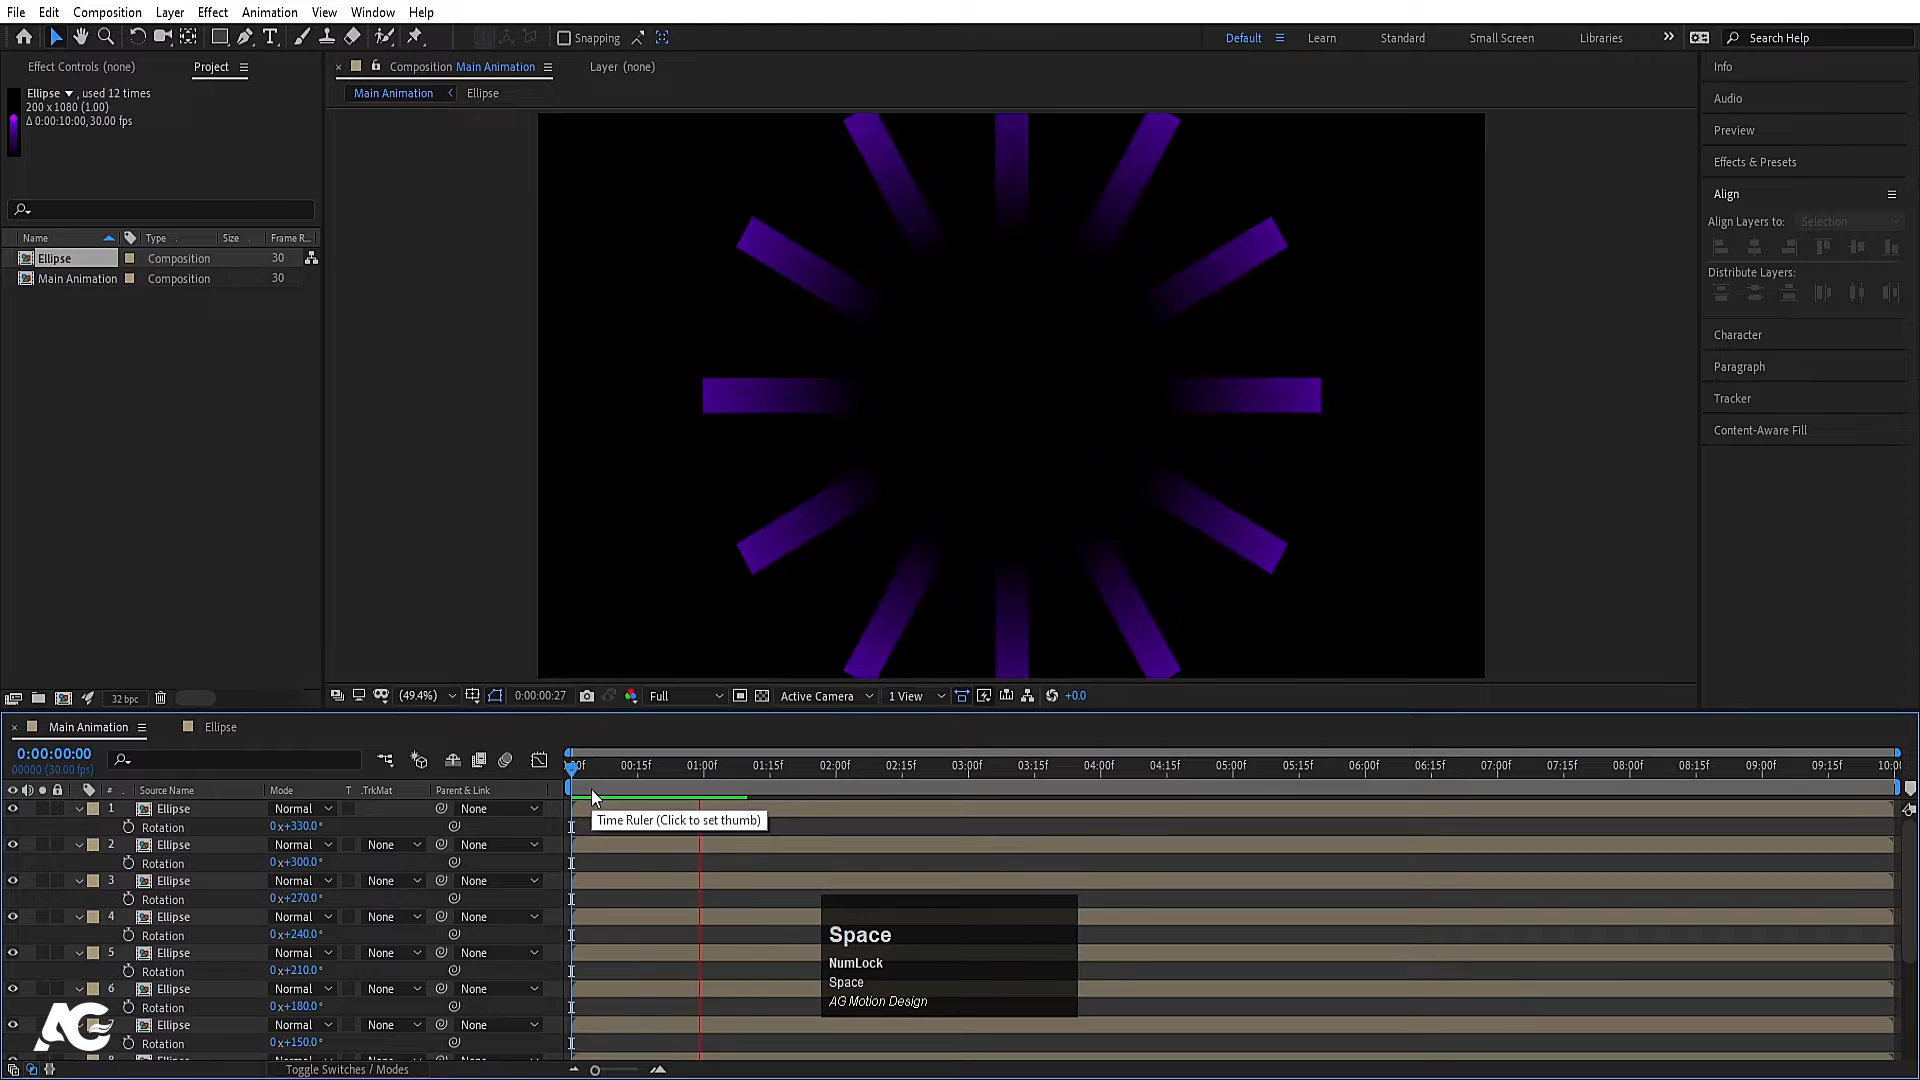 File Edit Composition Layer Effect Animation View Window Help
Snapping
Default Learn Standard Small Screen Libraries Search Help
Effect Controls (none) Project
Composition Main Animation Layer (none)
Main Animation Ellipse
Ellipse , used 12 times
200 x 1080 (1.00)
Δ 0:00:10:00, 30.00 fps
Name Type Size Frame R...
Ellipse Composition 30
Main Animation Composition 30
Info
Audio
Preview
Effects & Presets
Align
Align Layers to: Selection
Distribute Layers:
Character
Paragraph
Tracker
Content-Aware Fill
32 bpc
(49.4%) 0:00:00:27 Full Active Camera 1 View +0.0
Main Animation Ellipse
0:00:00:00
00000 (30.00 fps)
00:15f 01:00f 01:15f 02:00f 02:15f 03:00f 03:15f 04:00f 04:15f 05:00f 05:15f 06:00f 06:15f 07:00f 07:15f 08:00f 08:15f 09:00f 09:15f 10:00
# Source Name Mode T .TrkMat Parent & Link
1 Ellipse Normal None
Rotation 0x+330.0°
2 Ellipse Normal None None
Rotation 0x+300.0°
3 Ellipse Normal None None
Rotation 0x+270.0°
4 Ellipse Normal None None
Rotation 0x+240.0°
5 Ellipse Normal None None
Rotation 0x+210.0°
6 Ellipse Normal None None
Rotation 0x+180.0°
Ellipse Normal None None
Rotation 0x+150.0°
Time Ruler (Click to set thumb)
Space
NumLock
Space
AG Motion Design
AG
Toggle Switches / Modes